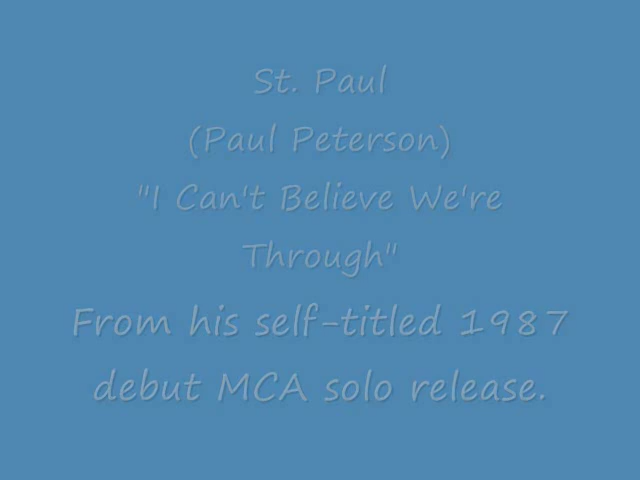 St. Paul
(Paul Peterson)
"I Can't Believe We're
Through"
From his self-titled 1987
debut MCA solo release.